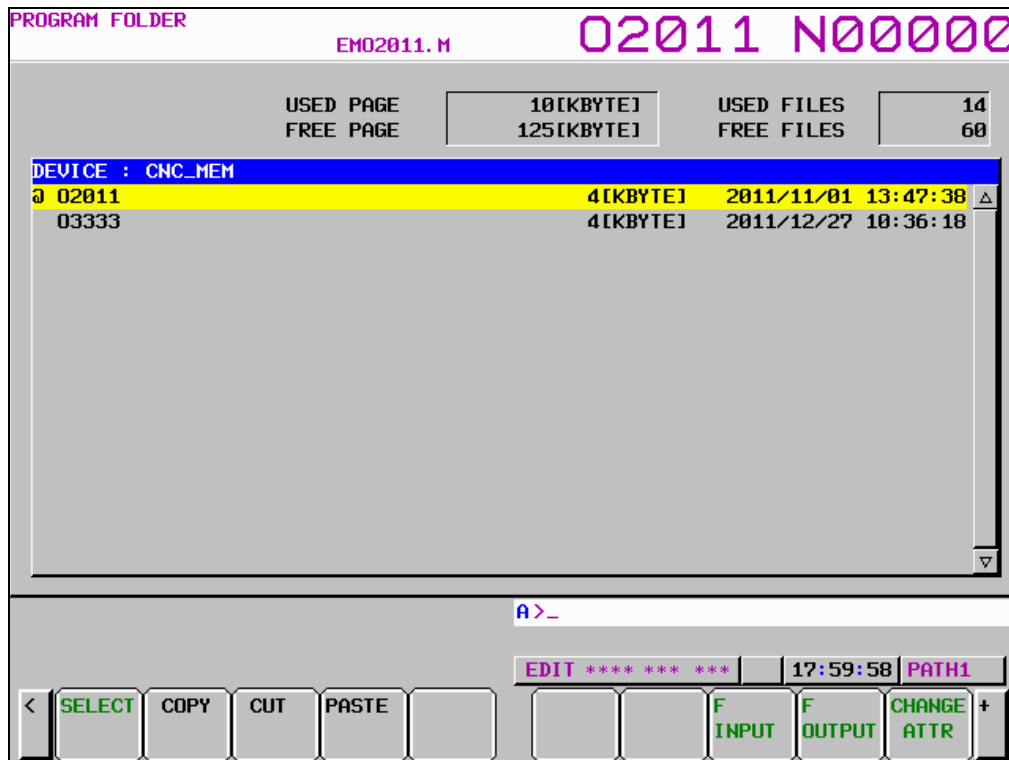 PROGRAM FOLDER
EMO2011.M
O2011 N00000
USED PAGE 10[KBYTE] USED FILES 14
FREE PAGE 125[KBYTE] FREE FILES 60
DEVICE : CNC_MEM
@ O2011 4[KBYTE] 2011/11/01 13:47:38
O3333 4[KBYTE] 2011/12/27 10:36:18
A>_
EDIT **** *** *** 17:59:58 PATH1
< SELECT COPY CUT PASTE F INPUT F OUTPUT CHANGE ATTR +